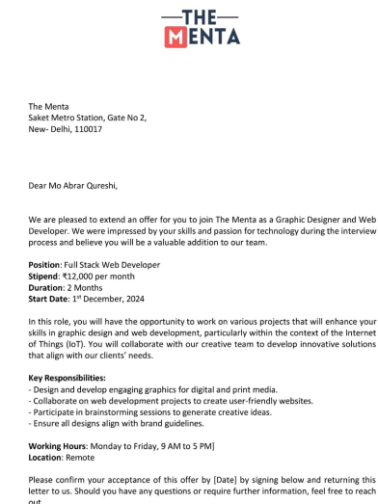 THE
MENTA
The Menta
Saket Metro Station, Gate No 2,
New- Delhi, 110017
Dear Mo Abrar Qureshi,
We are pleased to extend an offer for you to join The Menta as a Graphic Designer and Web
Developer. We were impressed by your skills and passion for technology during the interview
process and believe you will be a valuable addition to our team.
Position: Full Stack Web Developer
Stipend: ₹12,000 per month
Duration: 2 Months
Start Date: 1st December, 2024
In this role, you will have the opportunity to work on various projects that will enhance your
skills in graphic design and web development, particularly within the context of the Internet
of Things (IoT). You will collaborate with our creative team to develop innovative solutions
that align with our clients' needs.
Key Responsibilities:
- Design and develop engaging graphics for digital and print media.
- Collaborate on web development projects to create user-friendly websites.
- Participate in brainstorming sessions to generate creative ideas.
- Ensure all designs align with brand guidelines.
Working Hours: Monday to Friday, 9 AM to 5 PM]
Location: Remote
Please confirm your acceptance of this offer by [Date] by signing below and returning this
letter to us. Should you have any questions or require further information, feel free to reach
out